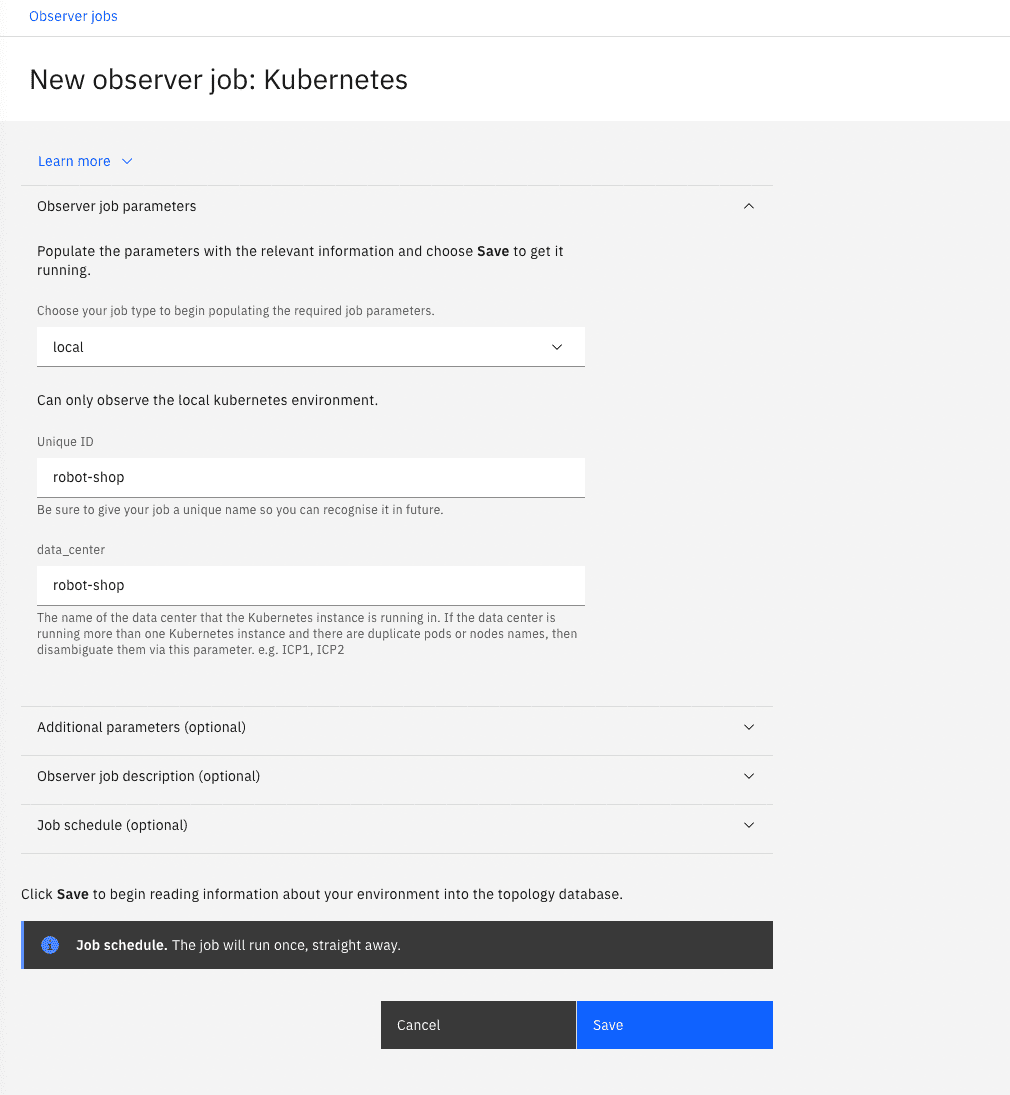 Observer jobs
New observer job: Kubernetes
Learn more
Observer job parameters
Populate the parameters with the relevant information and choose Save to get it
running.
Choose your job type to begin populating the required job parameters.
local
Can only observe the local kubernetes environment.
Unique ID
robot-shop
Be sure to give your job a unique name so you can recognise it in future.
data_center
robot-shop
The name of the data center that the Kubernetes instance is running in. If the data center is
running more than one Kubernetes instance and there are duplicate pods or nodes names, then
disambiguate them via this parameter. e.g. ICP1, ICP2
Additional parameters (optional)
Observer job description (optional)
Job schedule (optional)
Click Save to begin reading information about your environment into the topology database.
Job schedule. The job will run once, straight away.
Cancel
Save